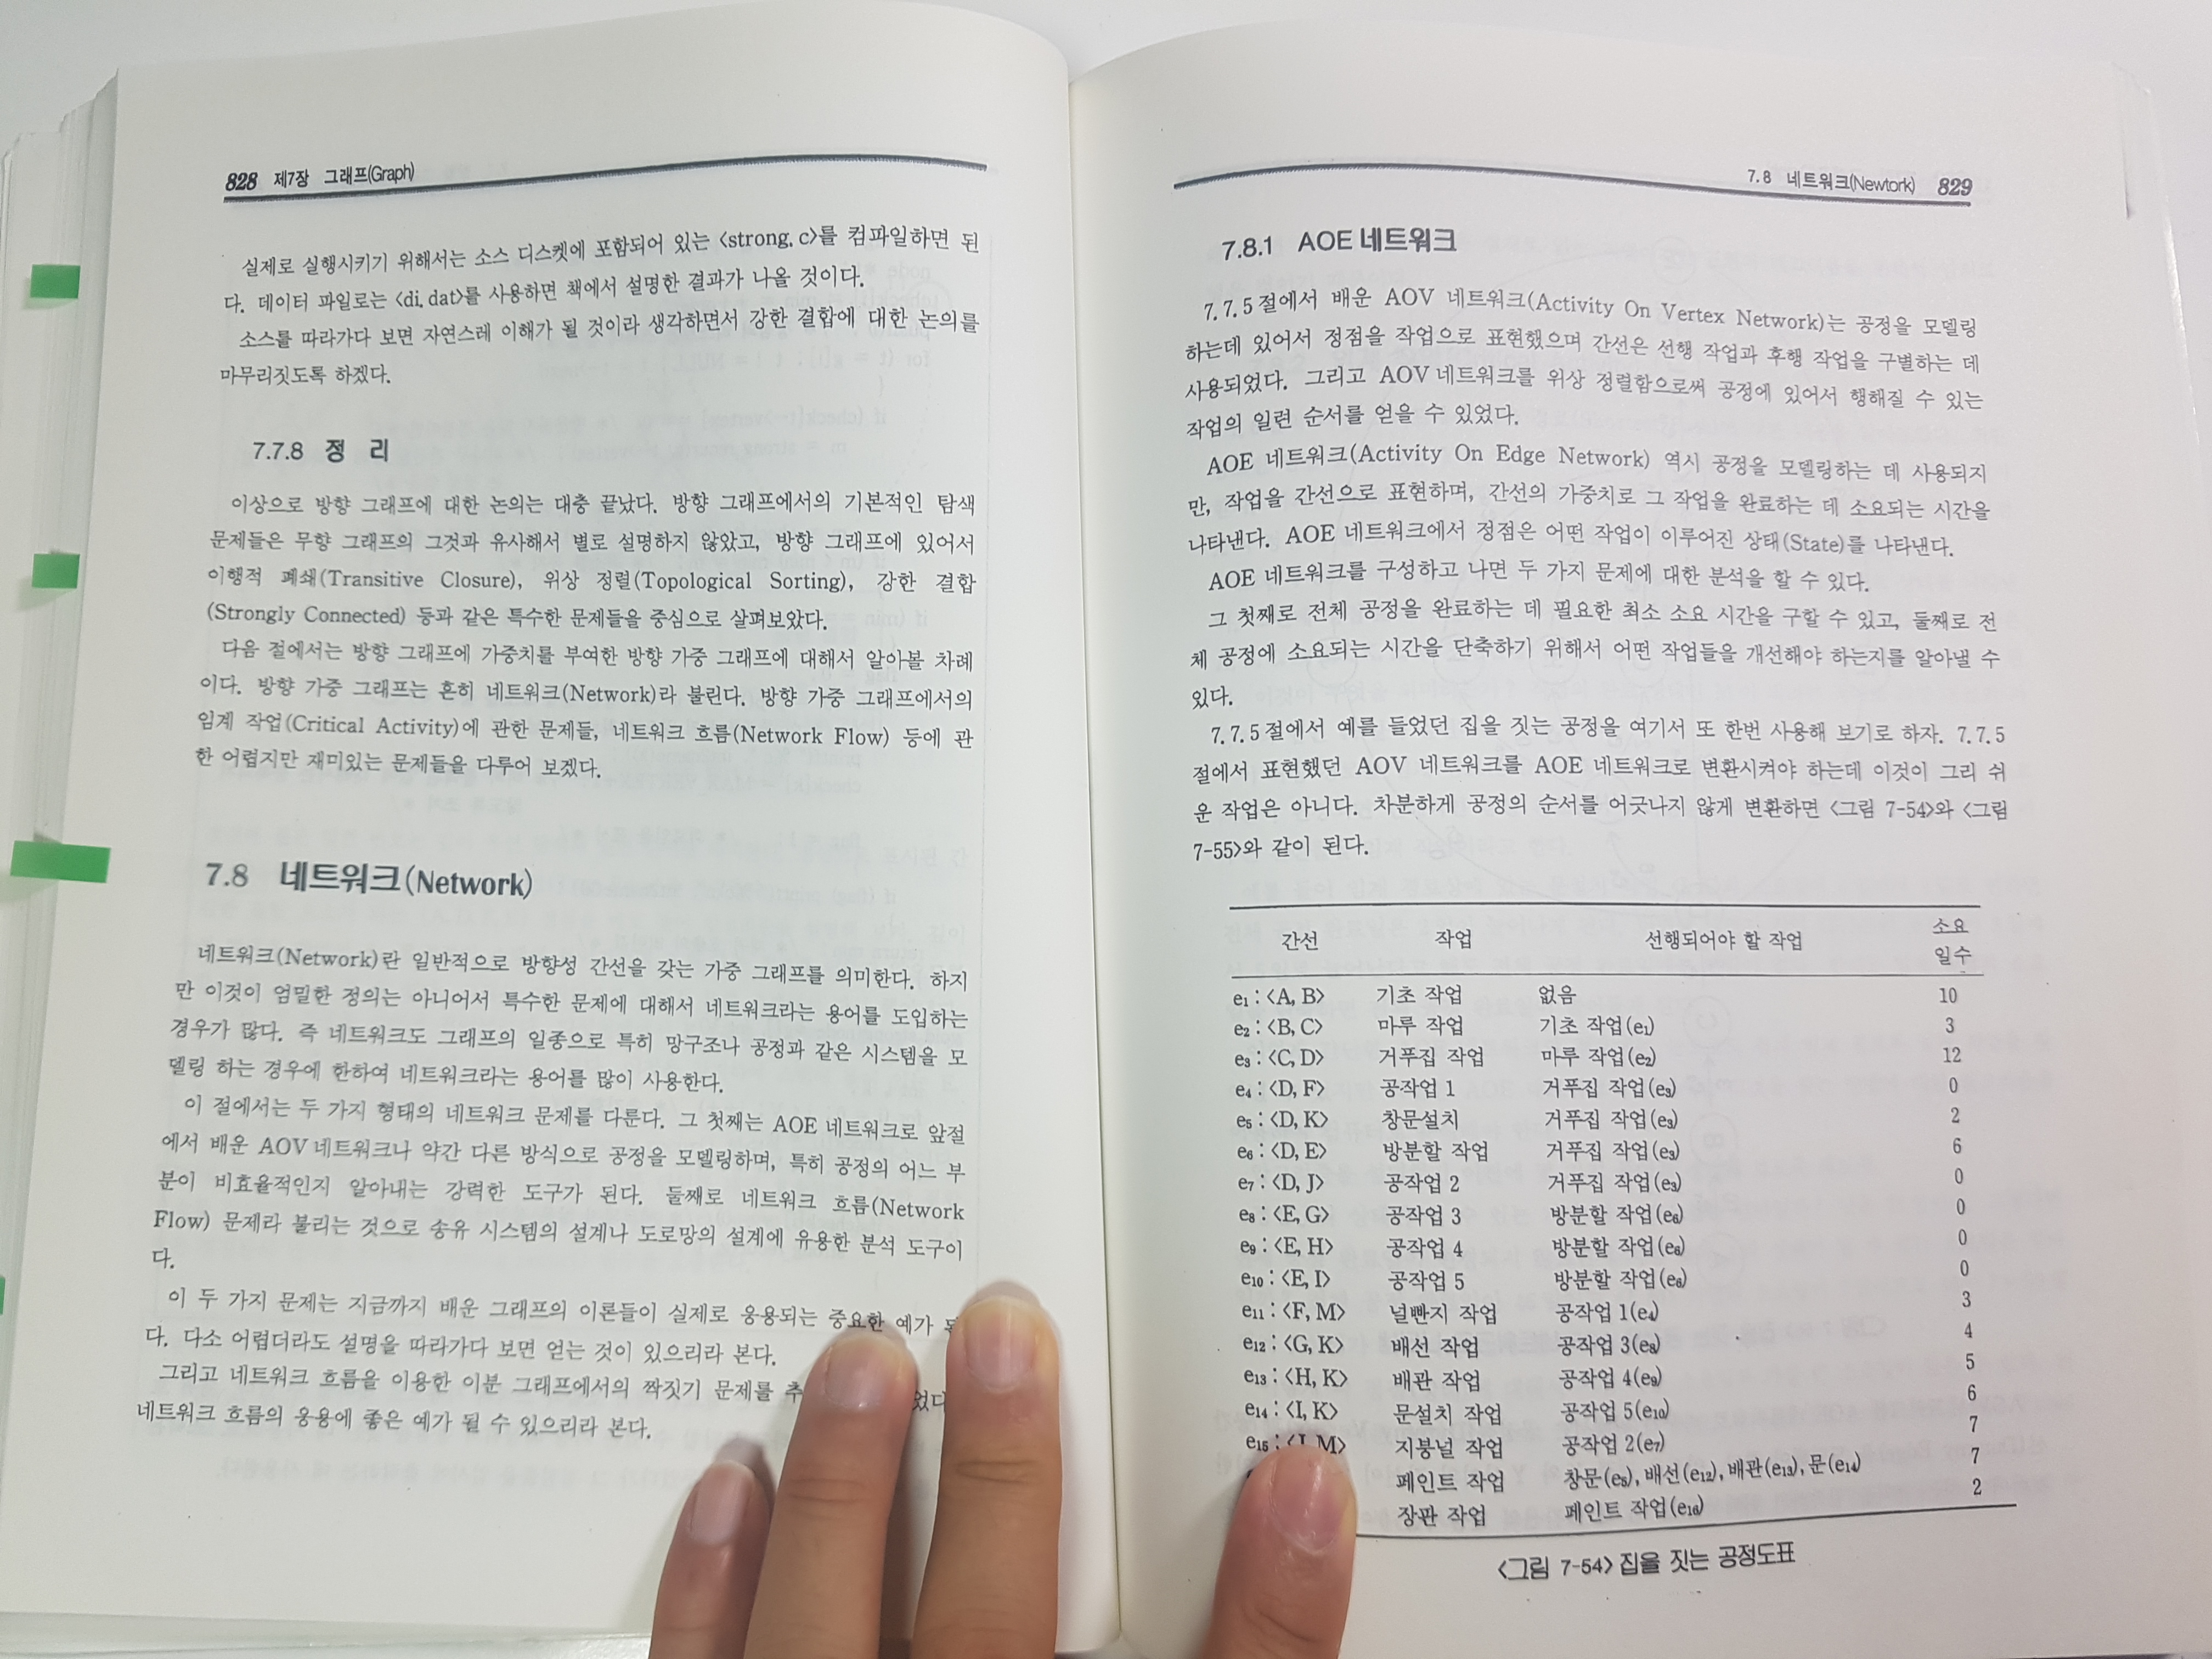 828 제7장 그래프(Graph)
실제로 실행시키기 위해서는 소스 디스켓에 포함되어 있는 <strong.c>를 컴파일하면 된
다. 데이터 파일로는 <di.dat>를 사용하면 책에서 설명한 결과가 나올 것이다.
소스를 따라가다 보면 자연스레 이해가 될 것이라 생각하면서 강한 결합에 대한 논의를
마무리짓도록 하겠다.
7.7.8 정 리
이상으로 방향 그래프에 대한 논의는 대충 끝났다. 방향 그래프에서의 기본적인 탐색
문제들은 무향 그래프의 그것과 유사해서 별로 설명하지 않았고, 방향 그래프에 있어서
이행적 폐쇄(Transitive Closure), 위상 정렬(Topological Sorting), 강한 결합
(Strongly Connected) 등과 같은 특수한 문제들을 중심으로 살펴보았다.
다음 절에서는 방향 그래프에 가중치를 부여한 방향 가중 그래프에 대해서 알아볼 차례
이다. 방향 가중 그래프는 흔히 네트워크(Network)라 불린다. 방향 가중 그래프에서의
임계 작업(Critical Activity)에 관한 문제들, 네트워크 흐름(Network Flow) 등에 관
한 어렵지만 재미있는 문제들을 다루어 보겠다.
7.8 네트워크(Network)
네트워크(Network)란 일반적으로 방향성 간선을 갖는 가중 그래프를 의미한다. 하지
만 이것이 엄밀한 정의는 아니어서 특수한 문제에 대해서 네트워크라는 용어를 도입하는
경우가 많다. 즉 네트워크도 그래프의 일종으로 특히 망구조나 공정과 같은 시스템을 모
델링 하는 경우에 한하여 네트워크라는 용어를 많이 사용한다.
이 절에서는 두 가지 형태의 네트워크 문제를 다룬다. 그 첫째는 AOE 네트워크로 앞절
에서 배운 AOV 네트워크나 약간 다른 방식으로 공정을 모델링하며, 특히 공정의 어느 부
분이 비효율적인지 알아내는 강력한 도구가 된다. 둘째로 네트워크 흐름(Network
Flow) 문제라 불리는 것으로 송유 시스템의 설계나 도로망의 설계에 유용한 분석 도구이
다.
이 두 가지 문제는 지금까지 배운 그래프의 이론들이 실제로 응용되는 중요한 예가
다. 다소 어렵더라도 설명을 따라가다 보면 얻는 것이 있으리라 본다.
그리고 네트워크 흐름을 이용한 이분 그래프에서의 짝짓기 문제를 추
네트워크 흐름의 응용에 좋은 예가 될 수 있으리라 본다.
7.8 네트워크(Newtork) 829
7.8.1 AOE 네트워크
7.7.5절에서 배운 AOV 네트워크(Activity On Vertex Network)는 공정을 모델링
하는데 있어서 정점을 작업으로 표현했으며 간선은 선행 작업과 후행 작업을 구별하는 데
사용되었다. 그리고 AOV 네트워크를 위상 정렬함으로써 공정에 있어서 행해질 수 있는
작업의 일련 순서를 얻을 수 있었다.
AOE 네트워크(Activity On Edge Network) 역시 공정을 모델링하는 데 사용되지
만, 작업을 간선으로 표현하며, 간선의 가중치로 그 작업을 완료하는 데 소요되는 시간을
나타낸다. AOE 네트워크에서 정점은 어떤 작업이 이루어진 상태(State)를 나타낸다.
AOE 네트워크를 구성하고 나면 두 가지 문제에 대한 분석을 할 수 있다.
그 첫째로 전체 공정을 완료하는 데 필요한 최소 소요 시간을 구할 수 있고, 둘째로 전
체 공정에 소요되는 시간을 단축하기 위해서 어떤 작업들을 개선해야 하는지를 알아낼 수
있다.
7.7.5절에서 예를 들었던 집을 짓는 공정을 여기서 또 한번 사용해 보기로 하자. 7.7.5
절에서 표현했던 AOV 네트워크를 AOE 네트워크로 변환시켜야 하는데 이것이 그리 쉬
운 작업은 아니다. 차분하게 공정의 순서를 어긋나지 않게 변환하면 <그림 7-54>와 <그림
7-55>와 같이 된다.
간선 작업 선행되어야 할 작업 소요 일수
e₁ : <A, B> 기초 작업 없음 10
e₂ : <B, C> 마루 작업 기초 작업(e₁) 3
e₃ : <C, D> 거푸집 작업 마루 작업(e₂) 12
e₄ : <D, F> 공작업 1 거푸집 작업(e₃) 0
e₅ : <D, K> 창문설치 거푸집 작업(e₃) 2
e₆ : <D, E> 방분할 작업 거푸집 작업(e₃) 6
e₇ : <D, J> 공작업 2 거푸집 작업(e₃) 0
e₈ : <E, G> 공작업 3 방분할 작업(e₆) 0
e₉ : <E, H> 공작업 4 방분할 작업(e₆) 0
e₁₀ : <E, I> 공작업 5 방분할 작업(e₆) 0
e₁₁ : <F, M> 널빤지 작업 공작업 1(e₄) 3
e₁₂ : <G, K> 배선 작업 공작업 3(e₈) 4
e₁₃ : <H, K> 배관 작업 공작업 4(e₉) 5
e₁₄ : <I, K> 문설치 작업 공작업 5(e₁₀) 6
e₁₅ : M> 지붕널 작업 공작업 2(e₇) 7
페인트 작업 창문(e₅), 배선(e₁₂), 배관(e₁₃), 문(e₁₄) 7
장판 작업 페인트 작업(e₁₆) 2
<그림 7-54> 집을 짓는 공정도표